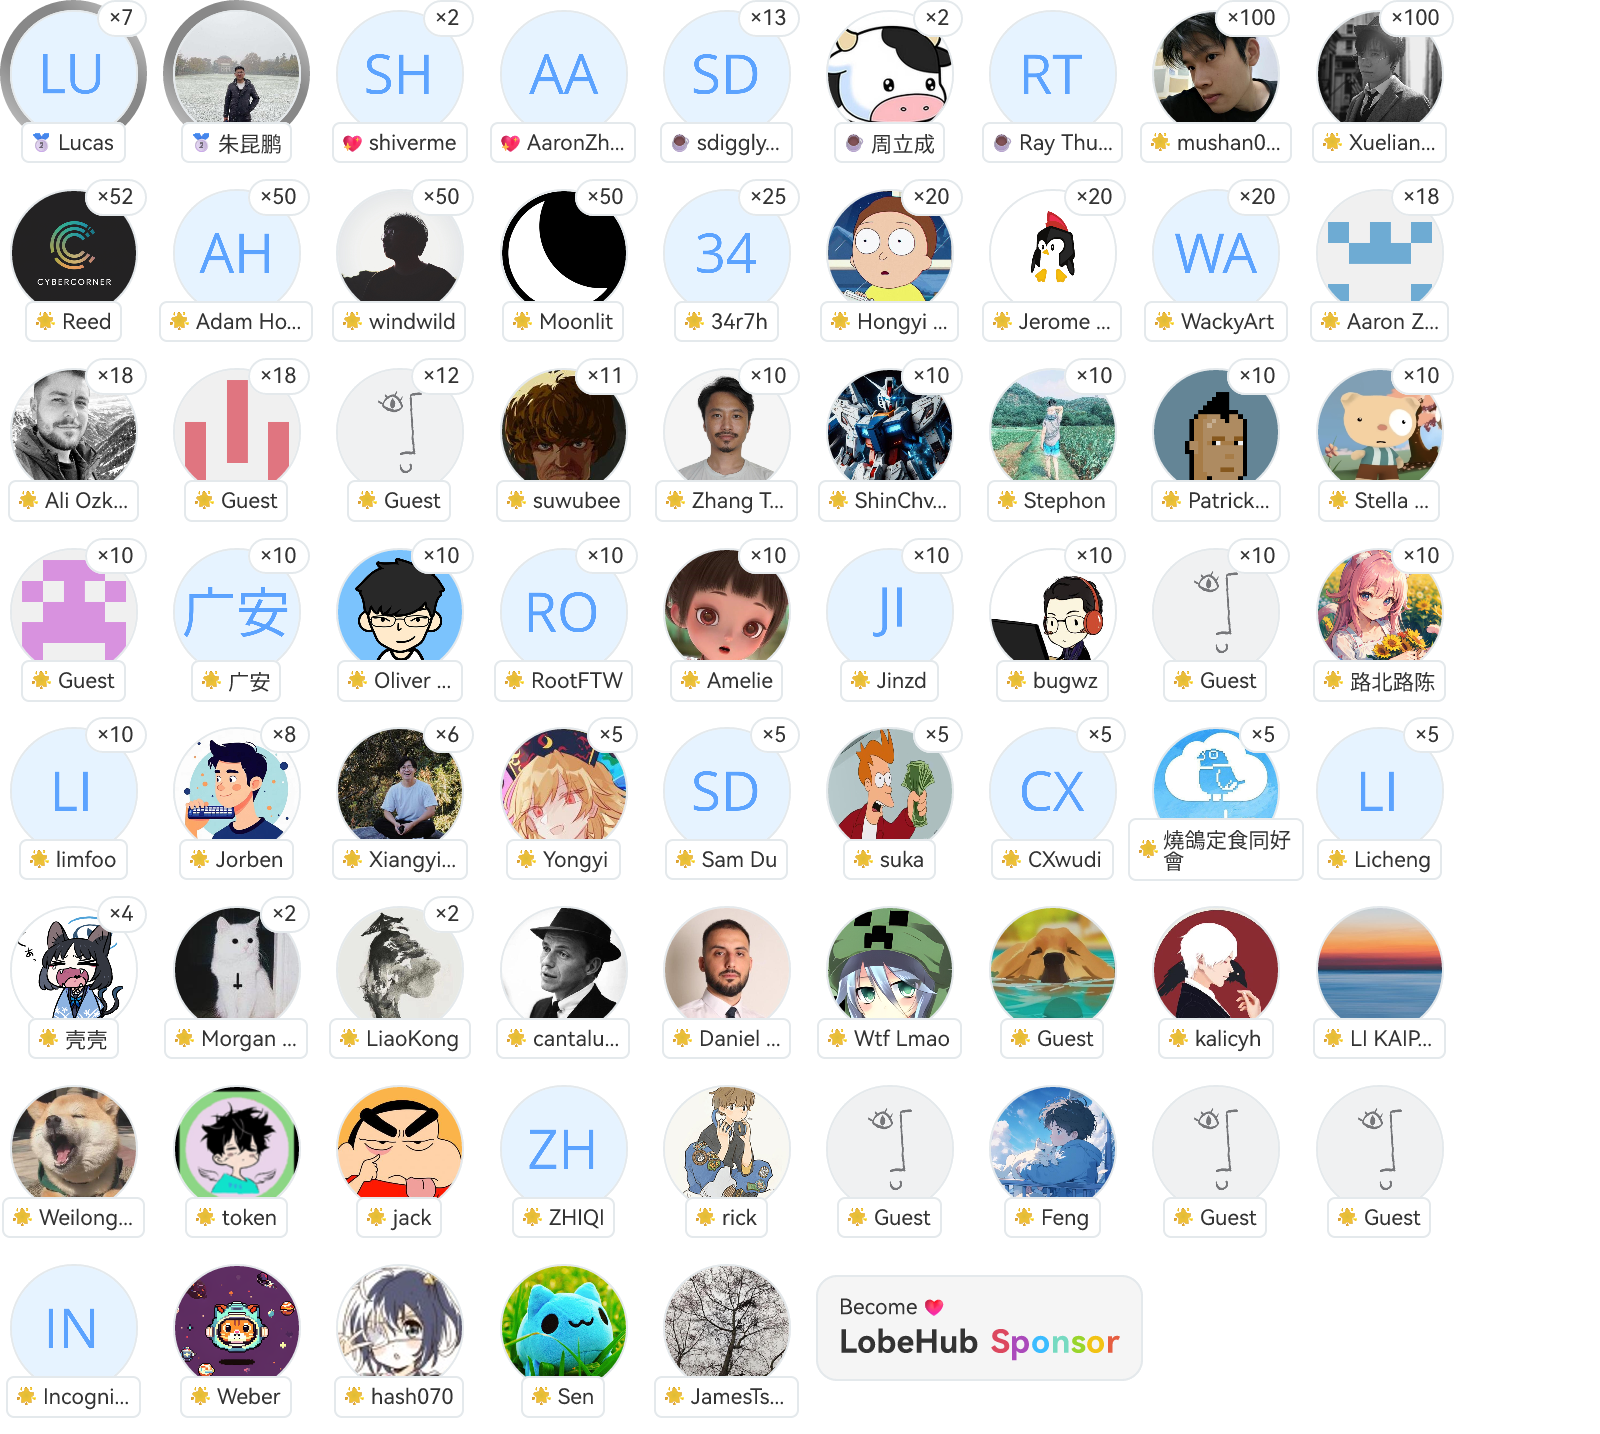 ×7
×2
×13
×2
×100
×100
LU
SH
AA
SD
RT
Lucas
朱昆鹏
shiverme
AaronZh...
sdiggly...
周立成
Ray Thu...
mushan0...
Xuelian...
×52
×50
×50
×50
×25
×20
×20
×20
×18
CYBERCORNER
AH
34
WA
Reed
Adam Ho...
windwild
Moonlit
34r7h
Hongyi ...
Jerome ...
WackyArt
Aaron Z...
×18
×18
×12
×11
×10
×10
×10
×10
×10
Ali Ozk...
Guest
Guest
suwubee
Zhang T...
ShinChv...
Stephon
Patrick...
Stella ...
×10
×10
×10
×10
×10
×10
×10
×10
×10
广安
RO
JI
Guest
广安
Oliver ...
RootFTW
Amelie
Jinzd
bugwz
Guest
路北路陈
×10
×8
×6
×5
×5
×5
×5
×5
×5
LI
SD
CX
LI
limfoo
Jorben
Xiangyi...
Yongyi
Sam Du
suka
CXwudi
燒鴿定食同好
會
Licheng
×4
×2
×2
壳壳
Morgan ...
LiaoKong
cantalu...
Daniel ...
Wtf Lmao
Guest
kalicyh
LI KAIP...
ZH
Weilong...
token
jack
ZHIQI
rick
Guest
Feng
Guest
Guest
IN
Incogni...
Weber
hash070
Sen
JamesTs...
Become
LobeHub Sponsor